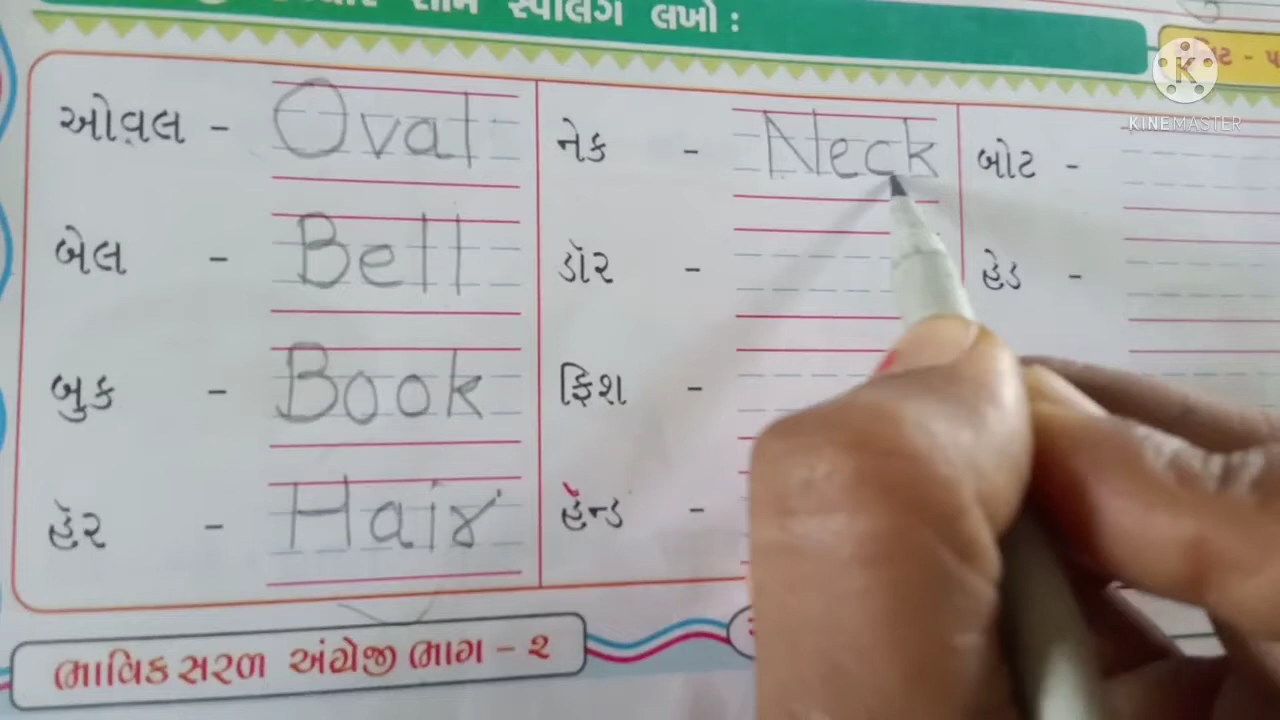 સ્પેલિંગ લખો :
KINEMASTER
ઓવલ - Oval
નેક - Neck
બોટ -
બેલ - Bell
ડૉર -
હેડ -
બુક - Book
ફિશ -
હેર - Hair
હેન્ડ -
ભાવિક સરળ અંગ્રેજી ભાગ - ૨